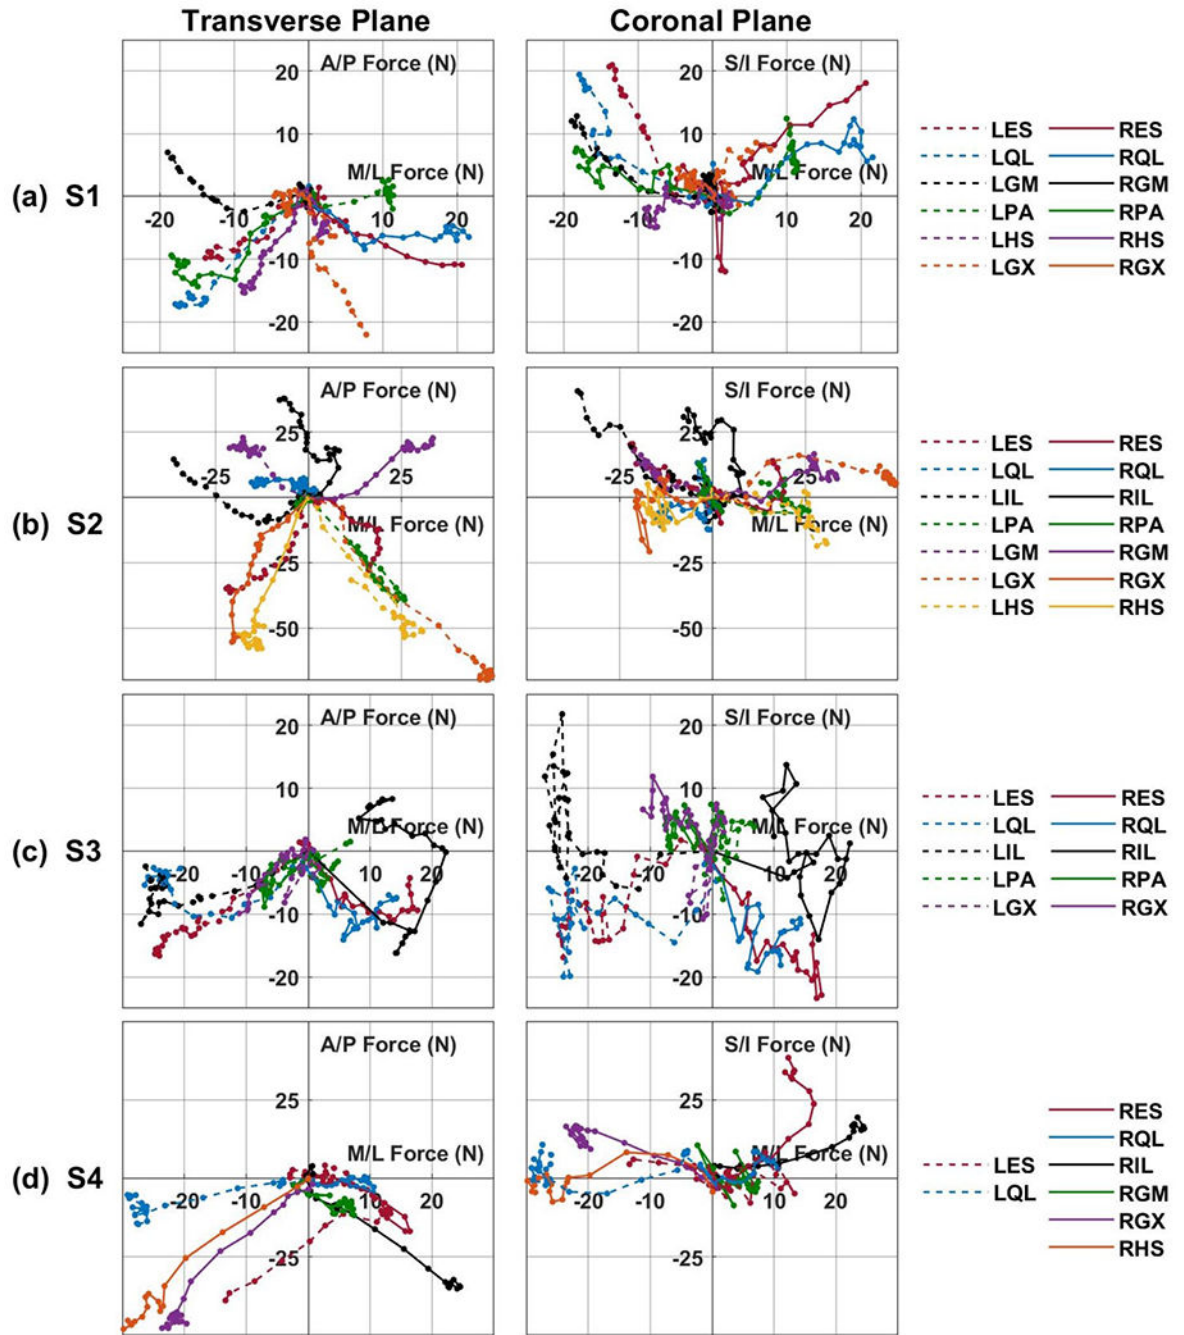 Transverse Plane
Coronal Plane
(a) S1
A/P Force (N)
20
10
M/L Force (N)
-20 -10 10 20
-10
-20
S/I Force (N)
20
10
M/L Force (N)
-20 -10 10 20
-10
-20
LES RES
LQL RQL
LGM RGM
LPA RPA
LHS RHS
LGX RGX
(b) S2
A/P Force (N)
25
-25 25
M/L Force (N)
-25
-50
S/I Force (N)
25
-25 25
M/L Force (N)
-25
-50
LES RES
LQL RQL
LIL RIL
LPA RPA
LGM RGM
LGX RGX
LHS RHS
(c) S3
A/P Force (N)
20
10
M/L Force (N)
-20 -10 10 20
-10
-20
S/I Force (N)
20
10
M/L Force (N)
-20 -10 10 20
-10
-20
LES RES
LQL RQL
LIL RIL
LPA RPA
LGX RGX
(d) S4
A/P Force (N)
25
M/L Force (N)
-20 -10 10 20
-25
S/I Force (N)
25
M/L Force (N)
-20 -10 10 20
-25
RES
RQL
LES RIL
LQL RGM
RGX
RHS